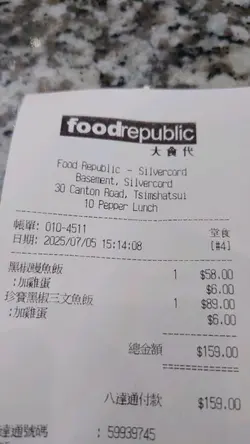 foodrepublic
大食代
Food Republic - Silvercord
Basement, Silvercord
30 Canton Road, Tsimshatsui
10 Pepper Lunch
帳單: 010-4511 堂食
日期: 2025/07/05 15:14:08 [#4]
黑椒鰻魚飯 1 $58.00
:加雞蛋 $6.00
珍寶黑椒三文魚飯 1 $89.00
:加雞蛋 $6.00
總金額 $159.00
八達通付款 $159.00
達通號碼 : 59939745